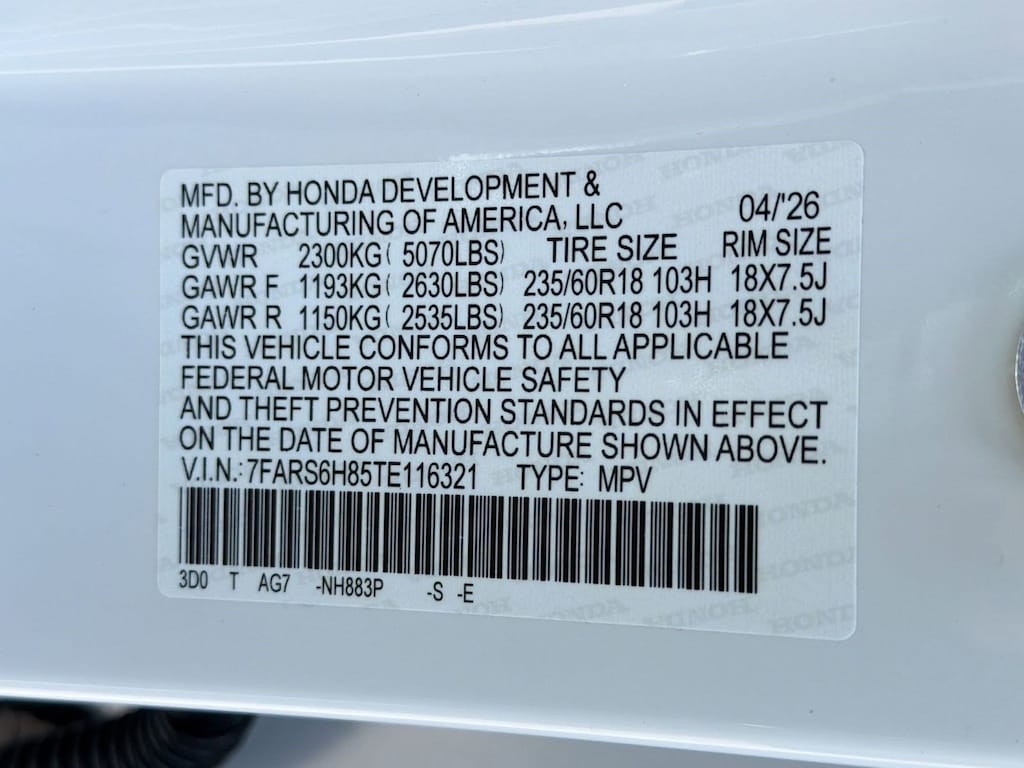 MFD. BY HONDA DEVELOPMENT &
MANUFACTURING OF AMERICA, LLC 04/'26
GVWR 2300KG( 5070LBS) TIRE SIZE RIM SIZE
GAWR F 1193KG( 2630LBS) 235/60R18 103H 18X7.5J
GAWR R 1150KG( 2535LBS) 235/60R18 103H 18X7.5J
THIS VEHICLE CONFORMS TO ALL APPLICABLE
FEDERAL MOTOR VEHICLE SAFETY
AND THEFT PREVENTION STANDARDS IN EFFECT
ON THE DATE OF MANUFACTURE SHOWN ABOVE.
V.I.N.: 7FARS6H85TE116321 TYPE: MPV
3D0 T AG7 -NH883P -S -E